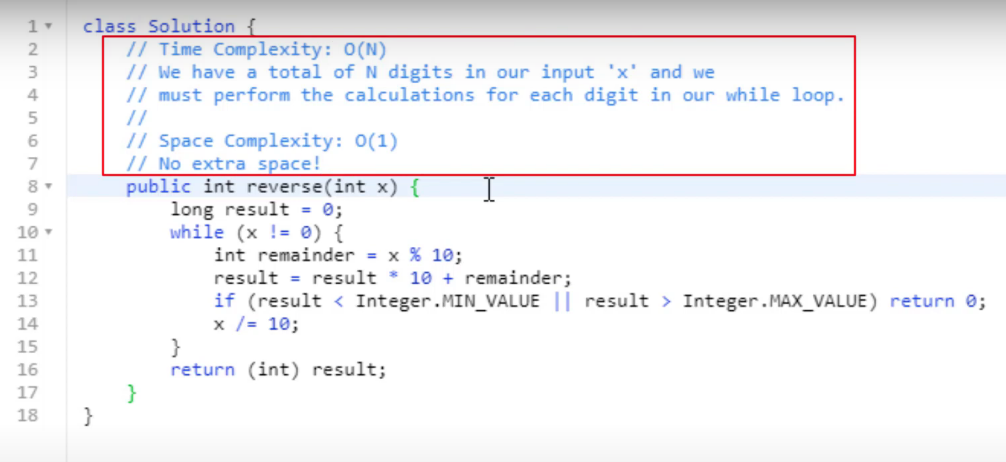 1 class Solution {
2 // Time Complexity: O(N)
3 // We have a total of N digits in our input 'x' and we
4 // must perform the calculations for each digit in our while loop.
5 //
6 // Space Complexity: O(1)
7 // No extra space!
8 public int reverse(int x) {
9 long result = 0;
10 while (x != 0) {
11 int remainder = x % 10;
12 result = result * 10 + remainder;
13 if (result < Integer.MIN_VALUE || result > Integer.MAX_VALUE) return 0;
14 x /= 10;
15 }
16 return (int) result;
17 }
18 }